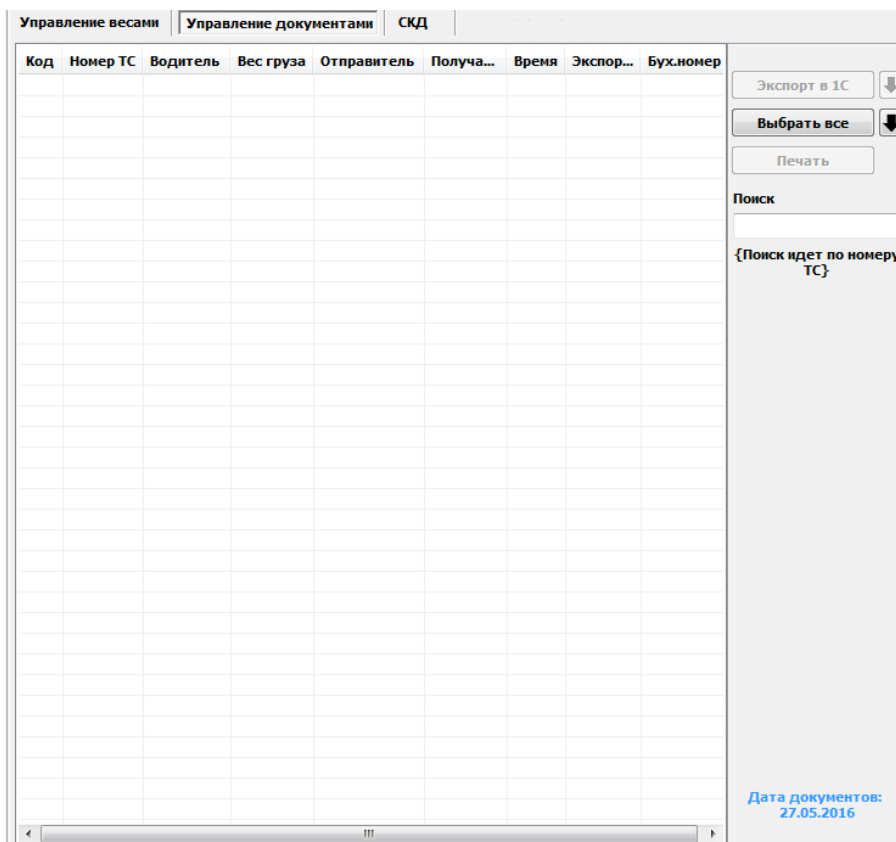 Управление весами Управление документами СКД
Код Номер ТС Водитель Вес груза Отправитель Получа... Время Экспор... Бух.номер
Экспорт в 1С
Выбрать все
Печать
Поиск
{Поиск идет по номеру
ТС}
Дата документов:
27.05.2016